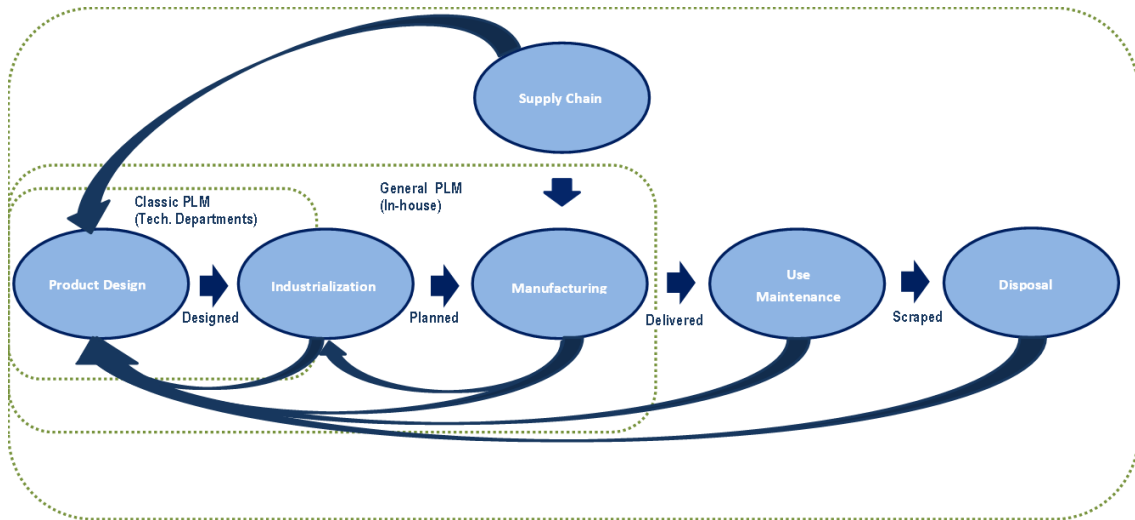 Supply Chain
Classic PLM
(Tech. Departments)
General PLM
(In-house)
Product Design
Designed
Industrialization
Planned
Manufacturing
Delivered
Use
Maintenance
Scraped
Disposal